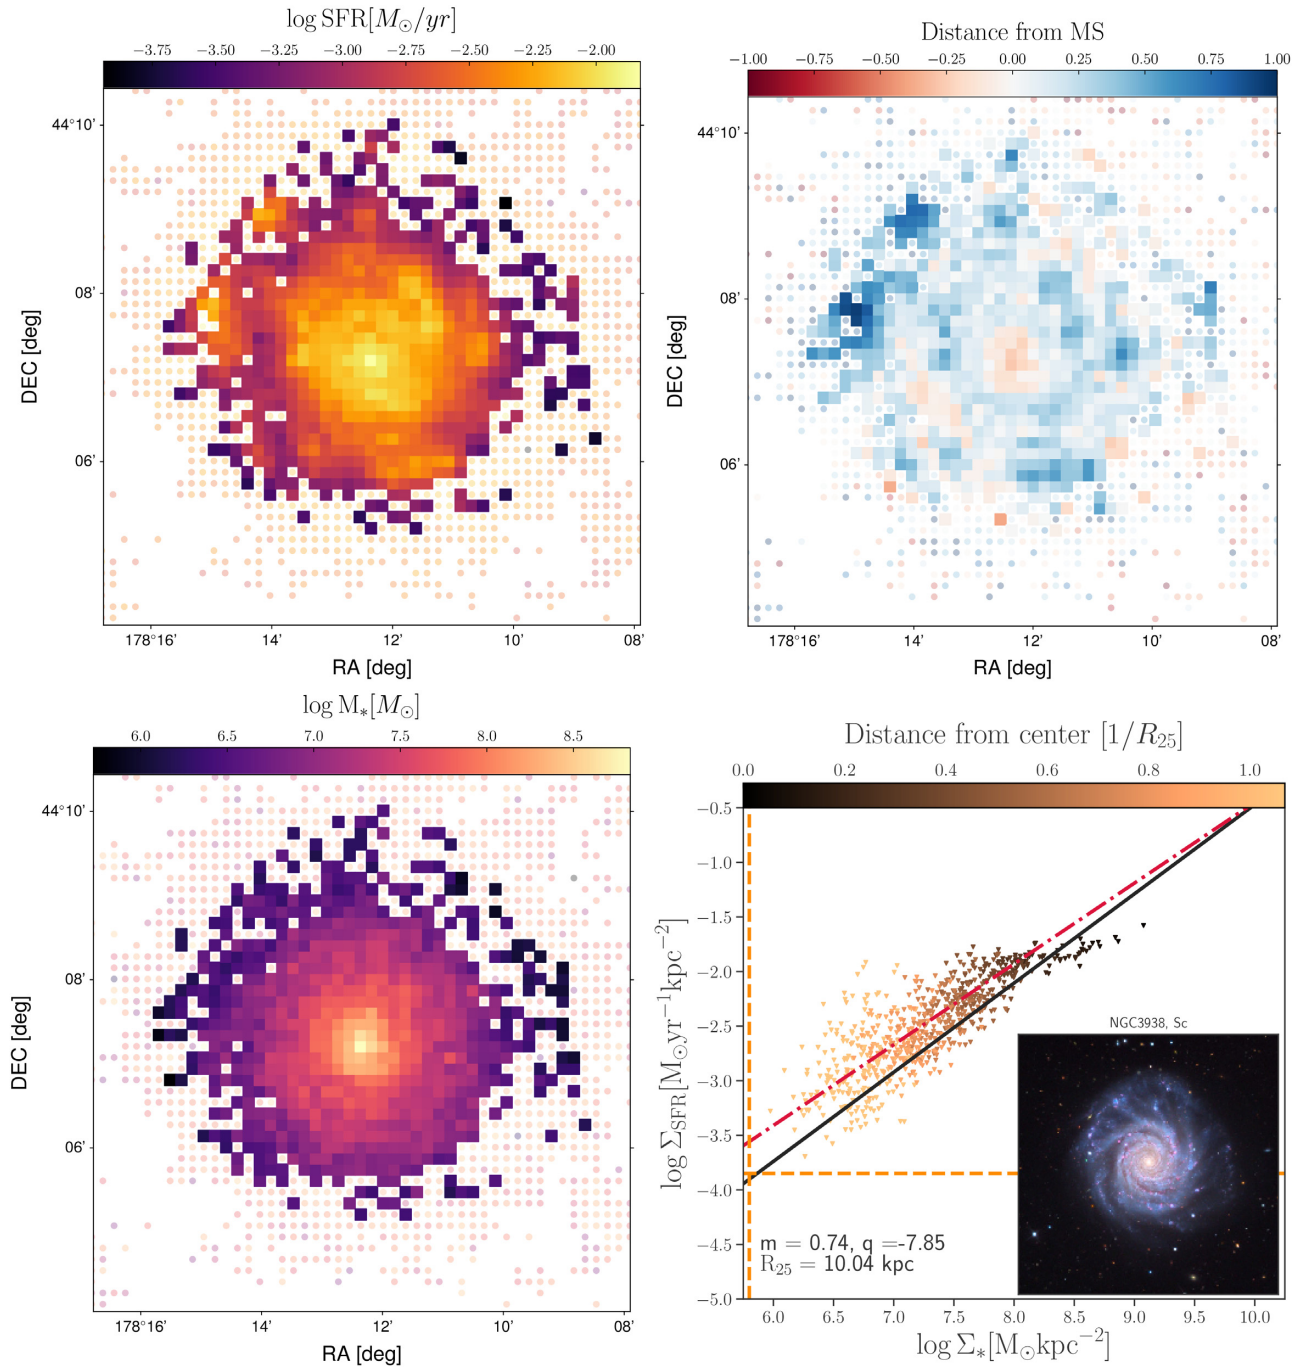 log SFR[M⊙/yr]
−3.75 −3.50 −3.25 −3.00 −2.75 −2.50 −2.25 −2.00
44°10'
08'
06'
DEC [deg]
178°16' 14' 12' 10' 08'
RA [deg]
Distance from MS
−1.00 −0.75 −0.50 −0.25 0.00 0.25 0.50 0.75 1.00
44°10'
08'
06'
DEC [deg]
178°16' 14' 12' 10' 08'
RA [deg]
log M∗[M⊙]
6.0 6.5 7.0 7.5 8.0 8.5
44°10'
08'
06'
DEC [deg]
178°16' 14' 12' 10' 08'
RA [deg]
Distance from center [1/R25]
0.0 0.2 0.4 0.6 0.8 1.0
−0.5
−1.0
−1.5
−2.0
−2.5
−3.0
−3.5
−4.0
−4.5
−5.0
log ΣSFR[M⊙yr−1kpc−2]
NGC3938, Sc
m = 0.74, q =-7.85
R25 = 10.04 kpc
6.0 6.5 7.0 7.5 8.0 8.5 9.0 9.5 10.0
log Σ∗[M⊙kpc−2]